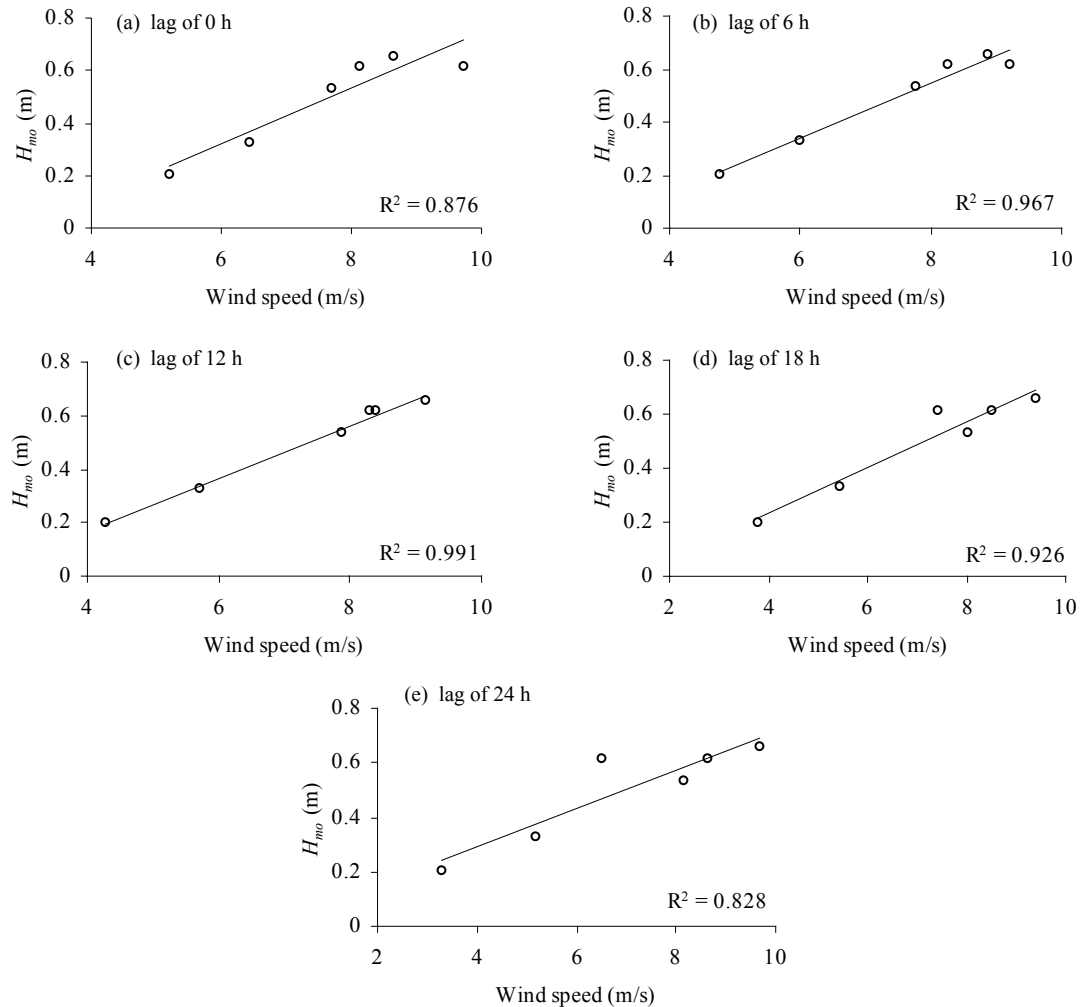 (a) lag of 0 h
0.8
0.6
0.4
0.2
0
H_mo (m)
R² = 0.876
4 6 8 10
Wind speed (m/s)
(b) lag of 6 h
0.8
0.6
0.4
0.2
0
H_mo (m)
R² = 0.967
4 6 8 10
Wind speed (m/s)
(c) lag of 12 h
0.8
0.6
0.4
0.2
0
H_mo (m)
R² = 0.991
4 6 8 10
Wind speed (m/s)
(d) lag of 18 h
0.8
0.6
0.4
0.2
0
H_mo (m)
R² = 0.926
2 4 6 8 10
Wind speed (m/s)
(e) lag of 24 h
0.8
0.6
0.4
0.2
0
H_mo (m)
R² = 0.828
2 4 6 8 10
Wind speed (m/s)